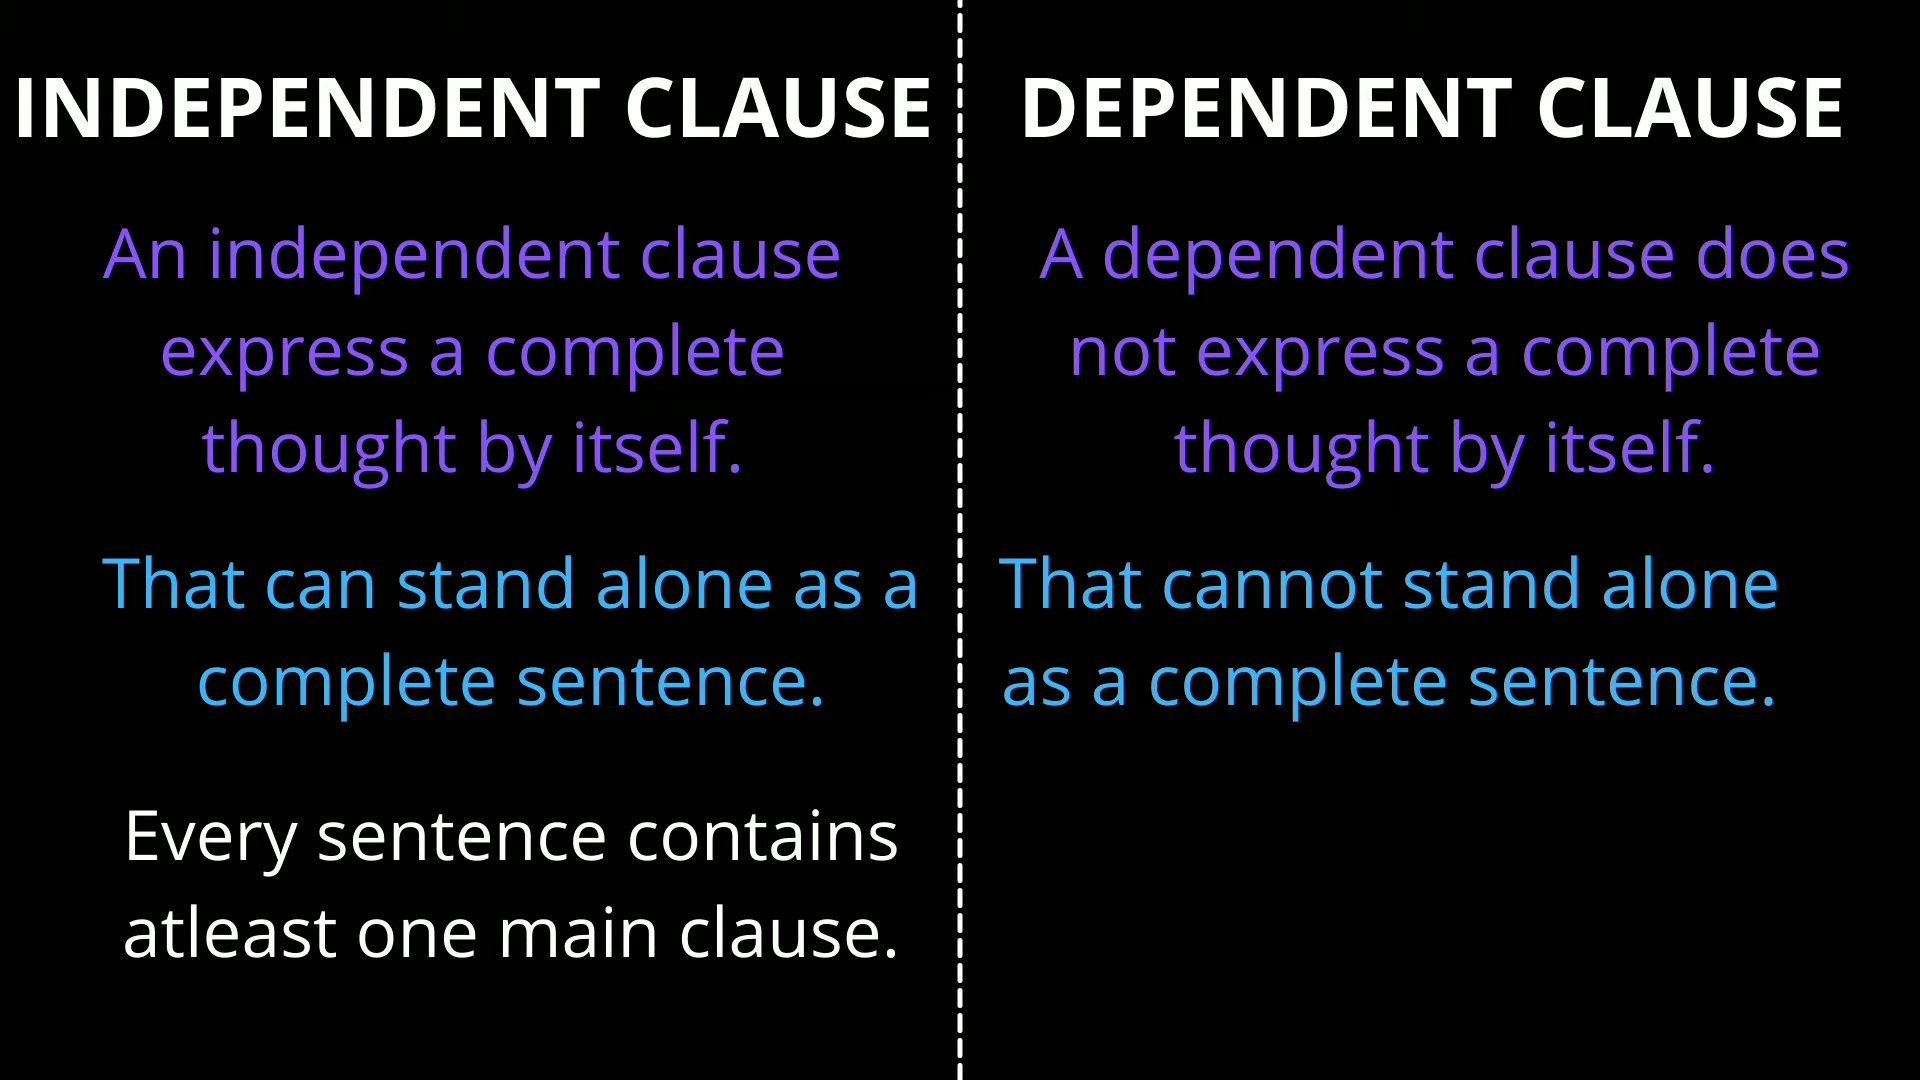 INDEPENDENT CLAUSE
An independent clause
express a complete
thought by itself.
That can stand alone as a
complete sentence.
Every sentence contains
atleast one main clause.
DEPENDENT CLAUSE
A dependent clause does
not express a complete
thought by itself.
That cannot stand alone
as a complete sentence.